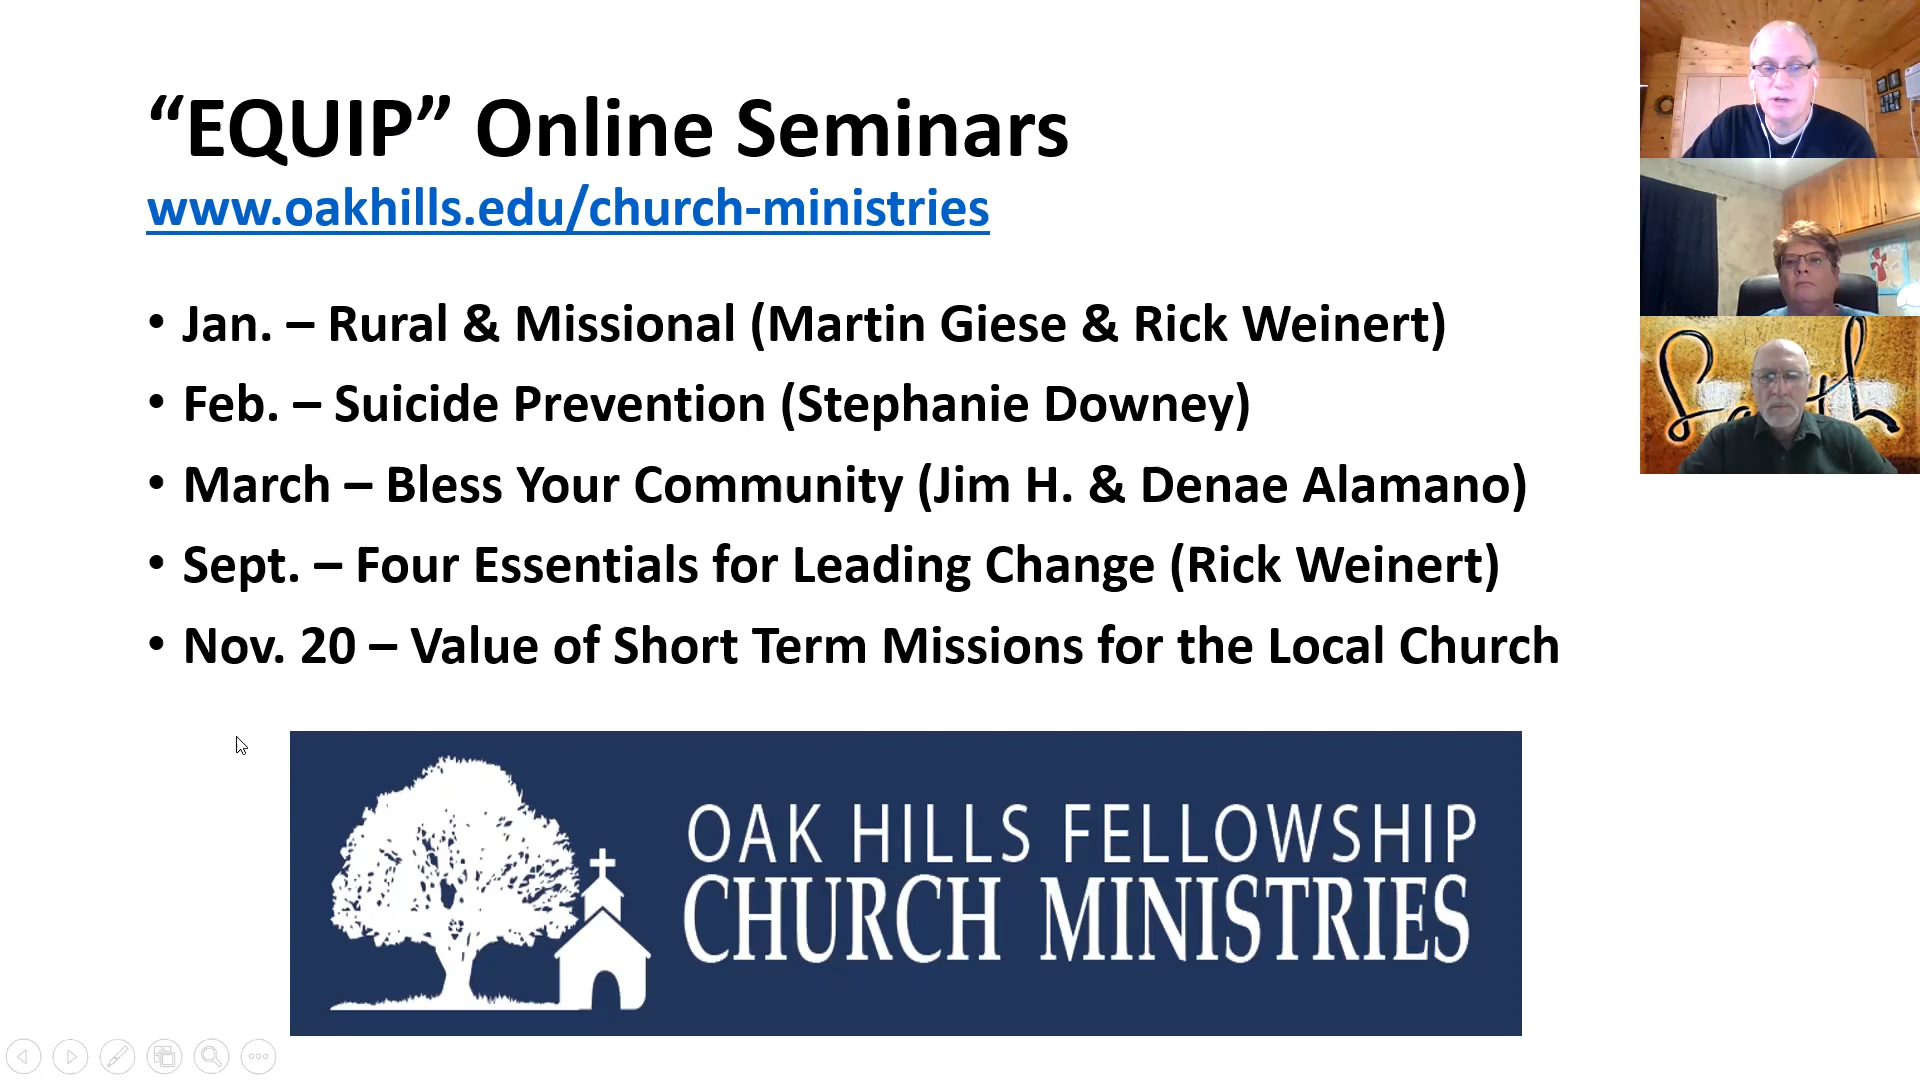 “EQUIP” Online Seminars
www.oakhills.edu/church-ministries
• Jan. – Rural & Missional (Martin Giese & Rick Weinert)
• Feb. – Suicide Prevention (Stephanie Downey)
• March – Bless Your Community (Jim H. & Denae Alamano)
• Sept. – Four Essentials for Leading Change (Rick Weinert)
• Nov. 20 – Value of Short Term Missions for the Local Church
OAK HILLS FELLOWSHIP
CHURCH MINISTRIES